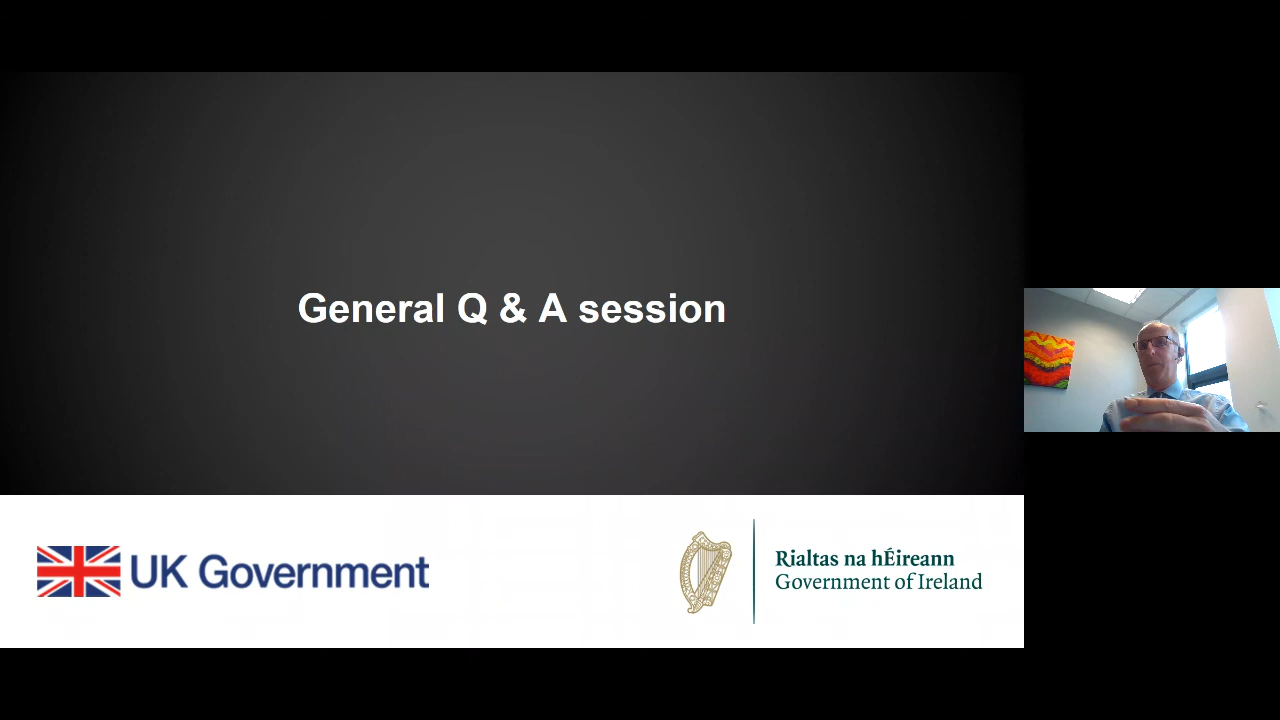 General Q & A session
UK Government
Rialtas na hÉireann
Government of Ireland